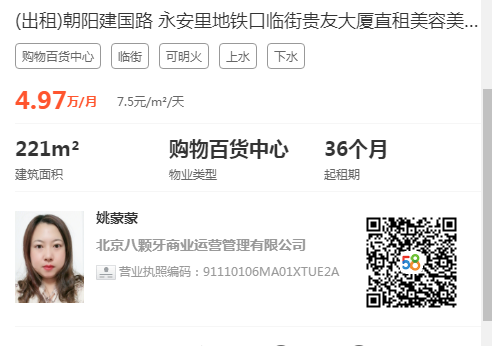 (出租)朝阳建国路 永安里地铁口临街贵友大厦直租美容美...
购物百货中心 临街 可明火 上水 下水
4.97万/月 7.5元/m²/天
221m² 购物百货中心 36个月
建筑面积 物业类型 起租期
姚蒙蒙
北京八颗牙商业运营管理有限公司
营业执照编码：91110106MA01XTUE2A
58